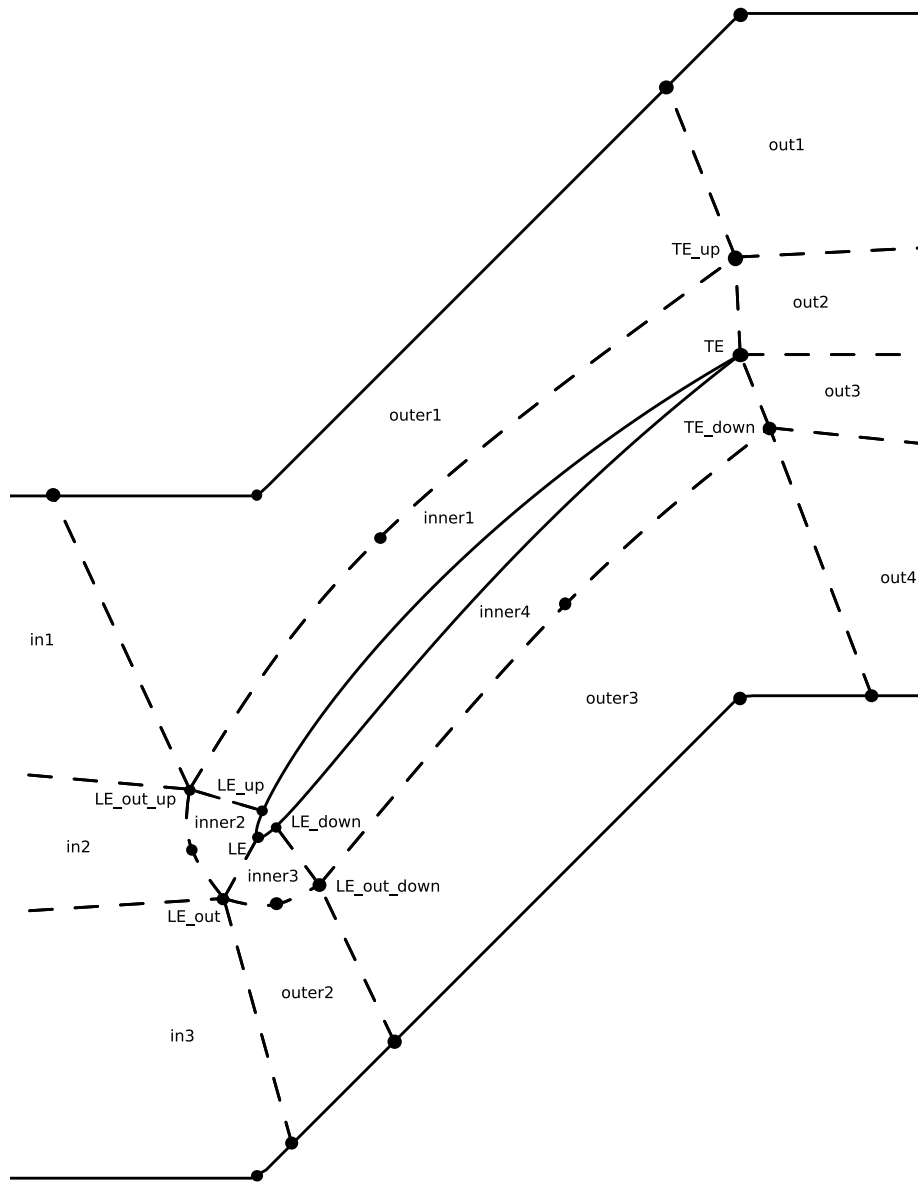 out1
TE_up
out2
TE
out3
outer1
TE_down
inner1
out4
inner4
in1
outer3
LE_up
LE_out_up
inner2
LE_down
in2
LE
inner3
LE_out_down
LE_out
outer2
in3